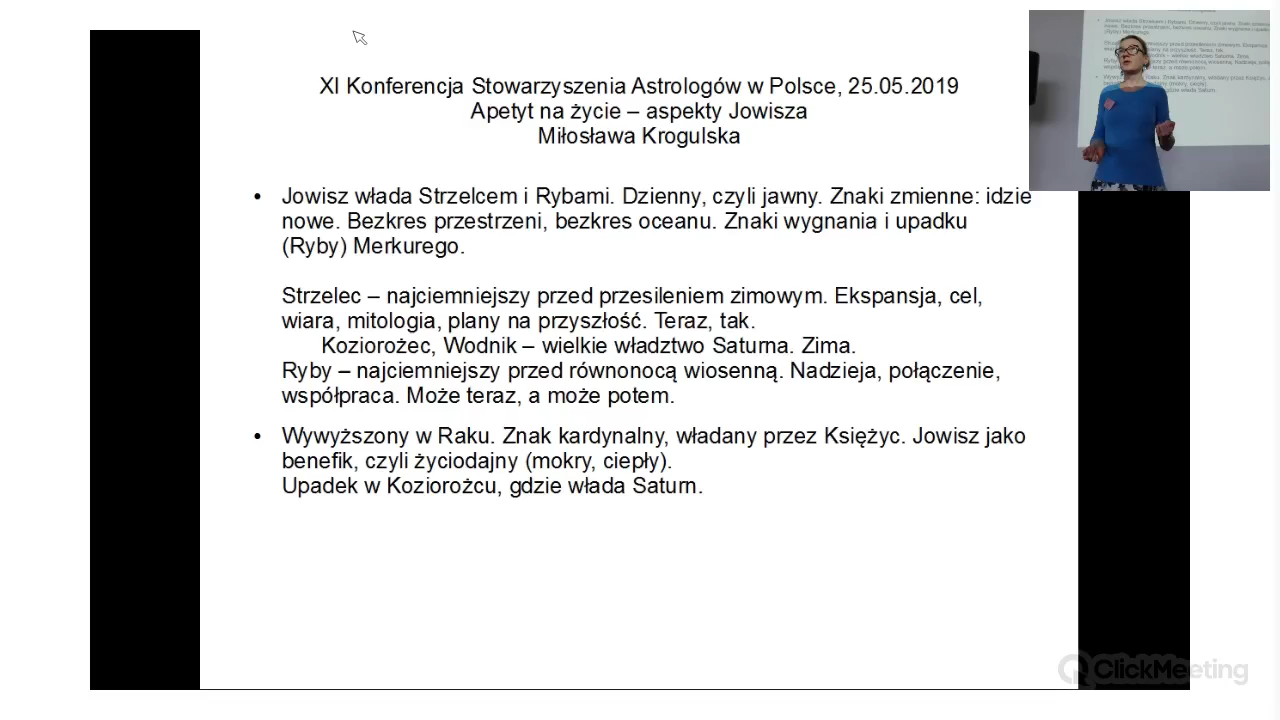 XI Konferencja Stowarzyszenia Astrologów w Polsce, 25.05.2019
Apetyt na życie – aspekty Jowisza
Miłosława Krogulska
• Jowisz włada Strzelcem i Rybami. Dzienny, czyli jawny. Znaki zmienne: idzie
nowe. Bezkres przestrzeni, bezkres oceanu. Znaki wygnania i upadku
(Ryby) Merkurego.
Strzelec – najciemniejszy przed przesileniem zimowym. Ekspansja, cel,
wiara, mitologia, plany na przyszłość. Teraz, tak.
Koziorożec, Wodnik – wielkie władztwo Saturna. Zima.
Ryby – najciemniejszy przed równonocą wiosenną. Nadzieja, połączenie,
współpraca. Może teraz, a może potem.
• Wywyższony w Raku. Znak kardynalny, władany przez Księżyc. Jowisz jako
benefik, czyli życiodajny (mokry, ciepły).
Upadek w Koziorożcu, gdzie włada Saturn.
ClickMeeting